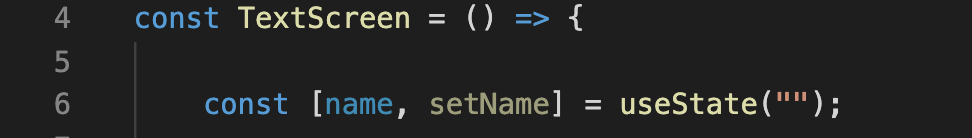 4 const TextScreen = () => {
5
6 const [name, setName] = useState("");